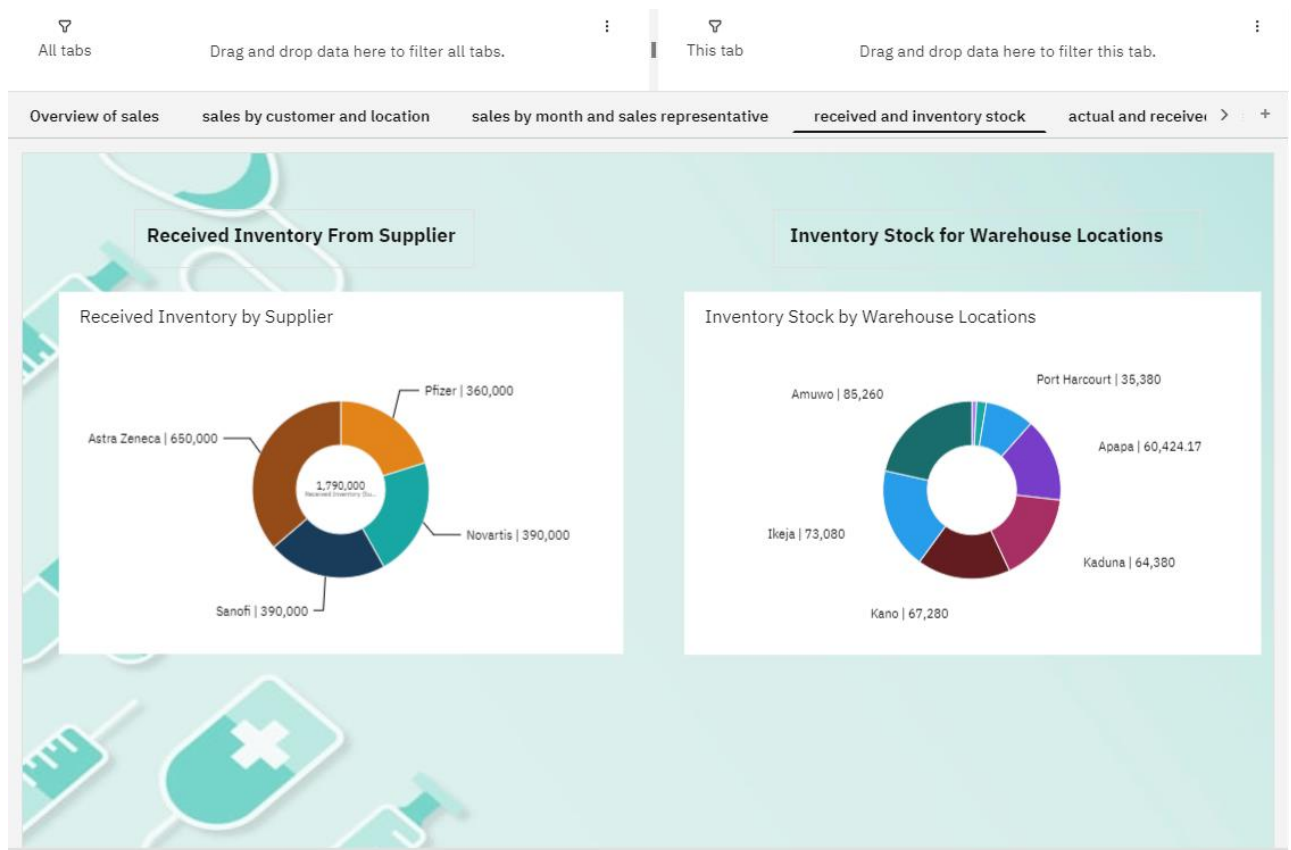 All tabs
Drag and drop data here to filter all tabs.
This tab
Drag and drop data here to filter this tab.
Overview of sales
sales by customer and location
sales by month and sales representative
received and inventory stock
actual and received
Received Inventory From Supplier
Inventory Stock for Warehouse Locations
Received Inventory by Supplier
Pfizer | 360,000
Astra Zeneca | 650,000
1,790,000
Received Inventory Sto...
Novartis | 390,000
Sanofi | 390,000
Inventory Stock by Warehouse Locations
Port Harcourt | 35,380
Amuwo | 85,260
Apapa | 60,424.17
Ikeja | 73,080
Kaduna | 64,380
Kano | 67,280